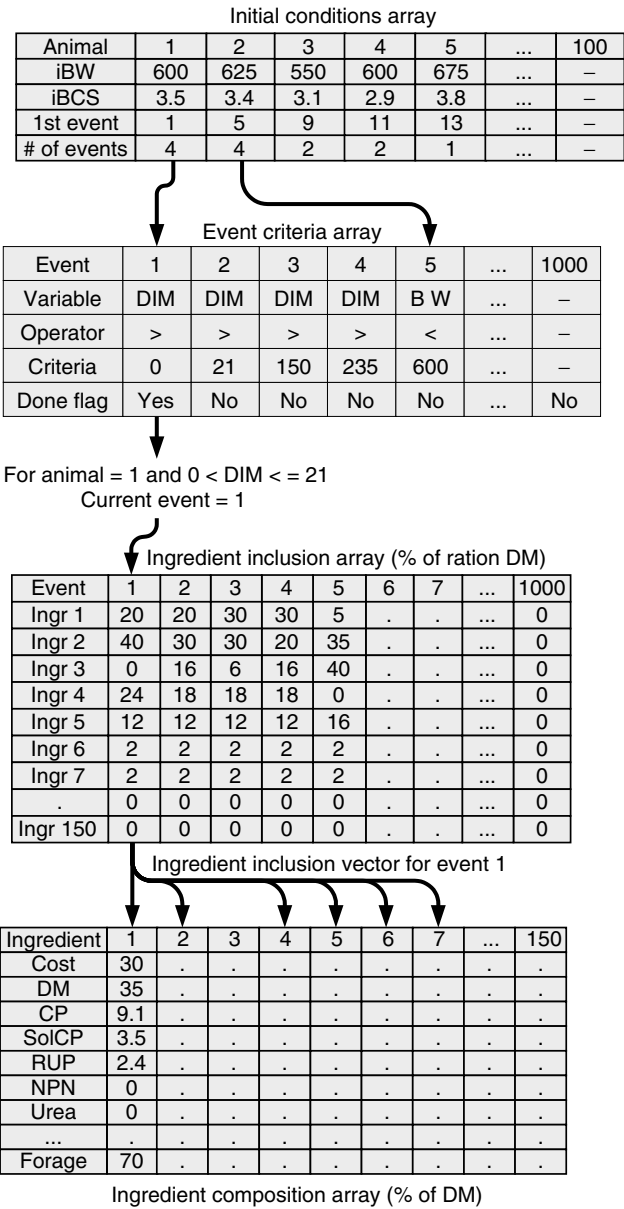 Initial conditions array
Animal 1 2 3 4 5 ... 100
iBW 600 625 550 600 675 ... –
iBCS 3.5 3.4 3.1 2.9 3.8 ... –
1st event 1 5 9 11 13 ... –
# of events 4 4 2 2 1 ... –
Event criteria array
Event 1 2 3 4 5 ... 1000
Variable DIM DIM DIM DIM B W ... –
Operator > > > > < ... –
Criteria 0 21 150 235 600 ... –
Done flag Yes No No No No ... No
For animal = 1 and 0 < DIM < = 21
Current event = 1
Ingredient inclusion array (% of ration DM)
Event 1 2 3 4 5 6 7 ... 1000
Ingr 1 20 20 30 30 5 . . ... 0
Ingr 2 40 30 30 20 35 . . ... 0
Ingr 3 0 16 6 16 40 . . ... 0
Ingr 4 24 18 18 18 0 . . ... 0
Ingr 5 12 12 12 12 16 . . ... 0
Ingr 6 2 2 2 2 2 . . ... 0
Ingr 7 2 2 2 2 2 . . ... 0
. 0 0 0 0 0 . . ... 0
Ingr 150 0 0 0 0 0 . . ... 0
Ingredient inclusion vector for event 1
Ingredient 1 2 3 4 5 6 7 ... 150
Cost 30 . . . . . . . .
DM 35 . . . . . . . .
CP 9.1 . . . . . . . .
SolCP 3.5 . . . . . . . .
RUP 2.4 . . . . . . . .
NPN 0 . . . . . . . .
Urea 0 . . . . . . . .
... . . . . . . . . .
Forage 70 . . . . . . . .
Ingredient composition array (% of DM)